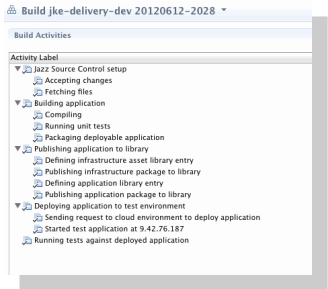 Build jke-delivery-dev 20120612-2028
Build Activities
Activity Label
Jazz Source Control setup
Accepting changes
Fetching files
Building application
Compiling
Running unit tests
Packaging deployable application
Publishing application to library
Defining infrastructure asset library entry
Publishing infrastructure package to library
Defining application library entry
Publishing application package to library
Deploying application to test environment
Sending request to cloud environment to deploy application
Started test application at 9.42.76.187
Running tests against deployed application